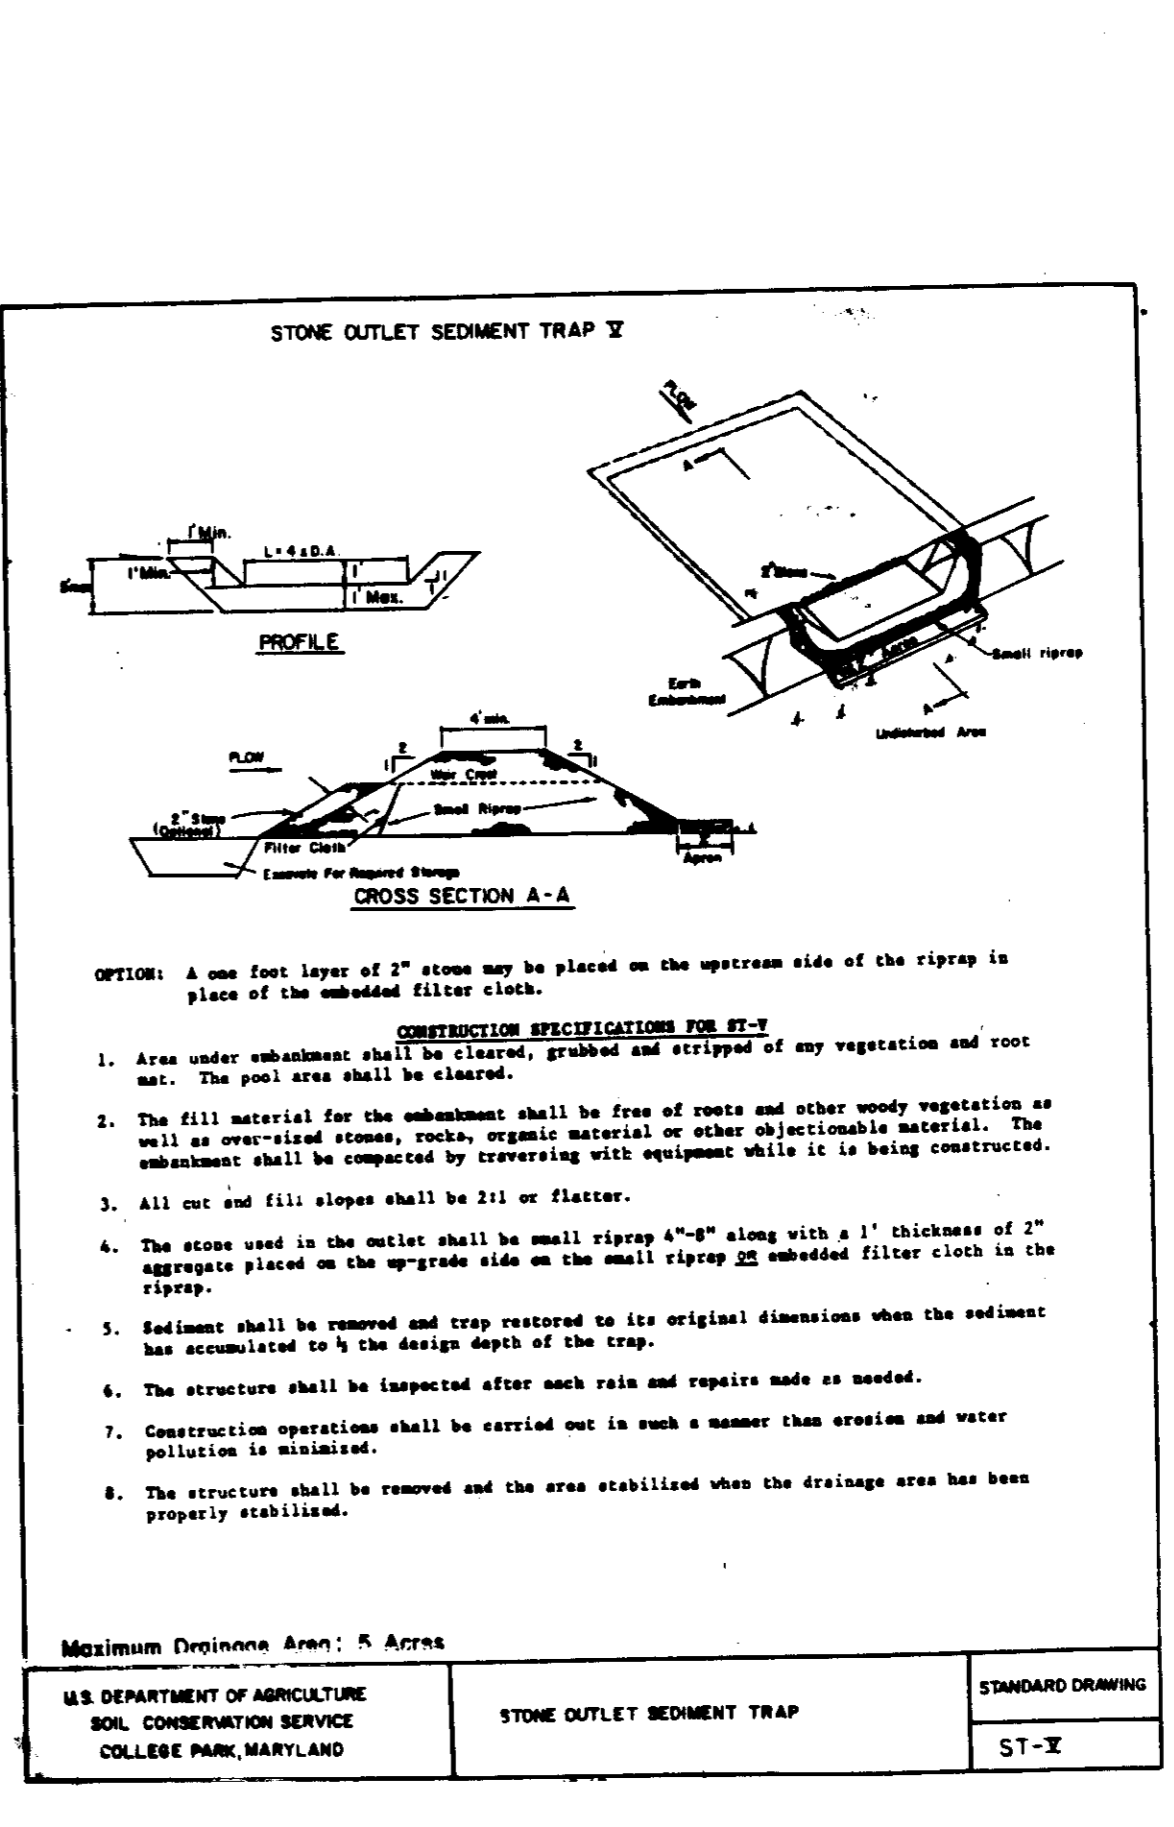 STONE OUTLET SEDIMENT TRAP V
FLOW
A
1' Min.
L = 4 x D.A.
1' Min.
1'
1' Max.
1
1
PROFILE
2" Stone
Small riprap
A
Earth
Embankment
A
Undisturbed Area
4' min.
2
1
2
1
FLOW
Weir Crest
2" Stone
(Optional)
Small Riprap
Filter Cloth
Apron
Excavate For Required Storage
CROSS SECTION A-A
OPTION: A one foot layer of 2" stone may be placed on the upstream side of the riprap in
place of the embedded filter cloth.
CONSTRUCTION SPECIFICATIONS FOR ST-V
1. Area under embankment shall be cleared, grubbed and stripped of any vegetation and root
mat. The pool area shall be cleared.
2. The fill material for the embankment shall be free of roots and other woody vegetation as
well as over-sized stones, rocks, organic material or other objectionable material. The
embankment shall be compacted by traversing with equipment while it is being constructed.
3. All cut and fill slopes shall be 2:1 or flatter.
4. The stone used in the outlet shall be small riprap 4"-8" along with a 1' thickness of 2"
aggregate placed on the up-grade side on the small riprap OR embedded filter cloth in the
riprap.
5. Sediment shall be removed and trap restored to its original dimensions when the sediment
has accumulated to ½ the design depth of the trap.
6. The structure shall be inspected after each rain and repairs made as needed.
7. Construction operations shall be carried out in such a manner than erosion and water
pollution is minimized.
8. The structure shall be removed and the area stabilized when the drainage area has been
properly stabilized.
Maximum Drainage Area: 5 Acres
U.S. DEPARTMENT OF AGRICULTURE
SOIL CONSERVATION SERVICE
COLLEGE PARK, MARYLAND
STONE OUTLET SEDIMENT TRAP
STANDARD DRAWING
ST-V